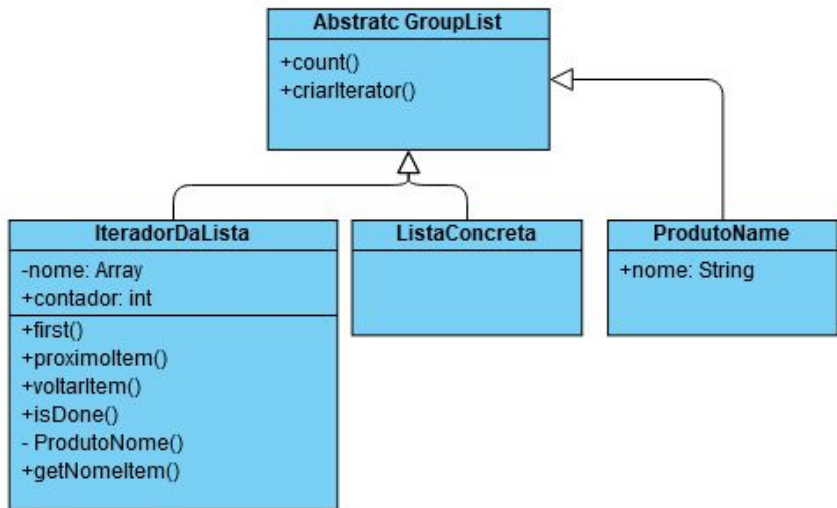 Abstratc GroupList
+count()
+criarIterator()
IteradorDaLista
-nome: Array
+contador: int
+first()
+proximoItem()
+voltarItem()
+isDone()
- ProdutoNome()
+getNomeItem()
ListaConcreta
ProdutoName
+nome: String